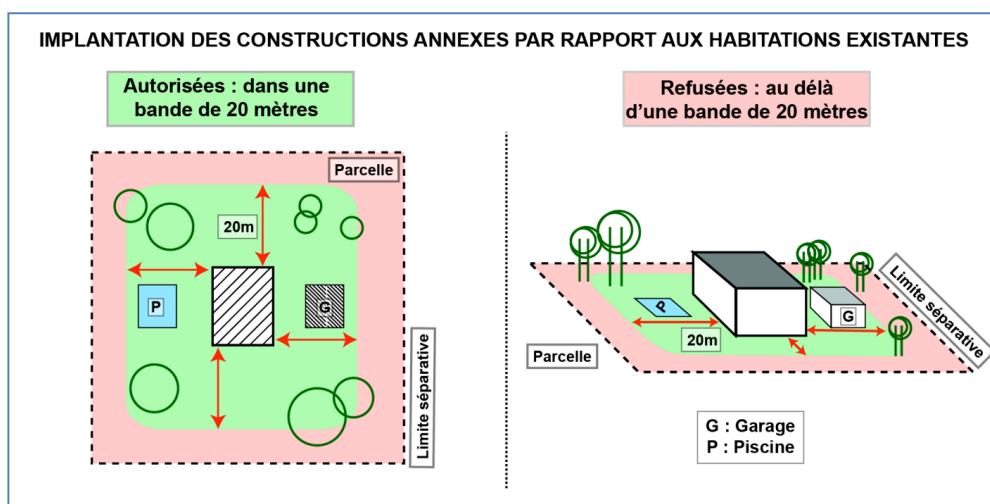 IMPLANTATION DES CONSTRUCTIONS ANNEXES PAR RAPPORT AUX HABITATIONS EXISTANTES
Autorisées : dans une
bande de 20 mètres
Refusées : au délà
d'une bande de 20 mètres
Parcelle
20m
P
G
Limite séparative
P
G
20m
Limite séparative
Parcelle
G : Garage
P : Piscine